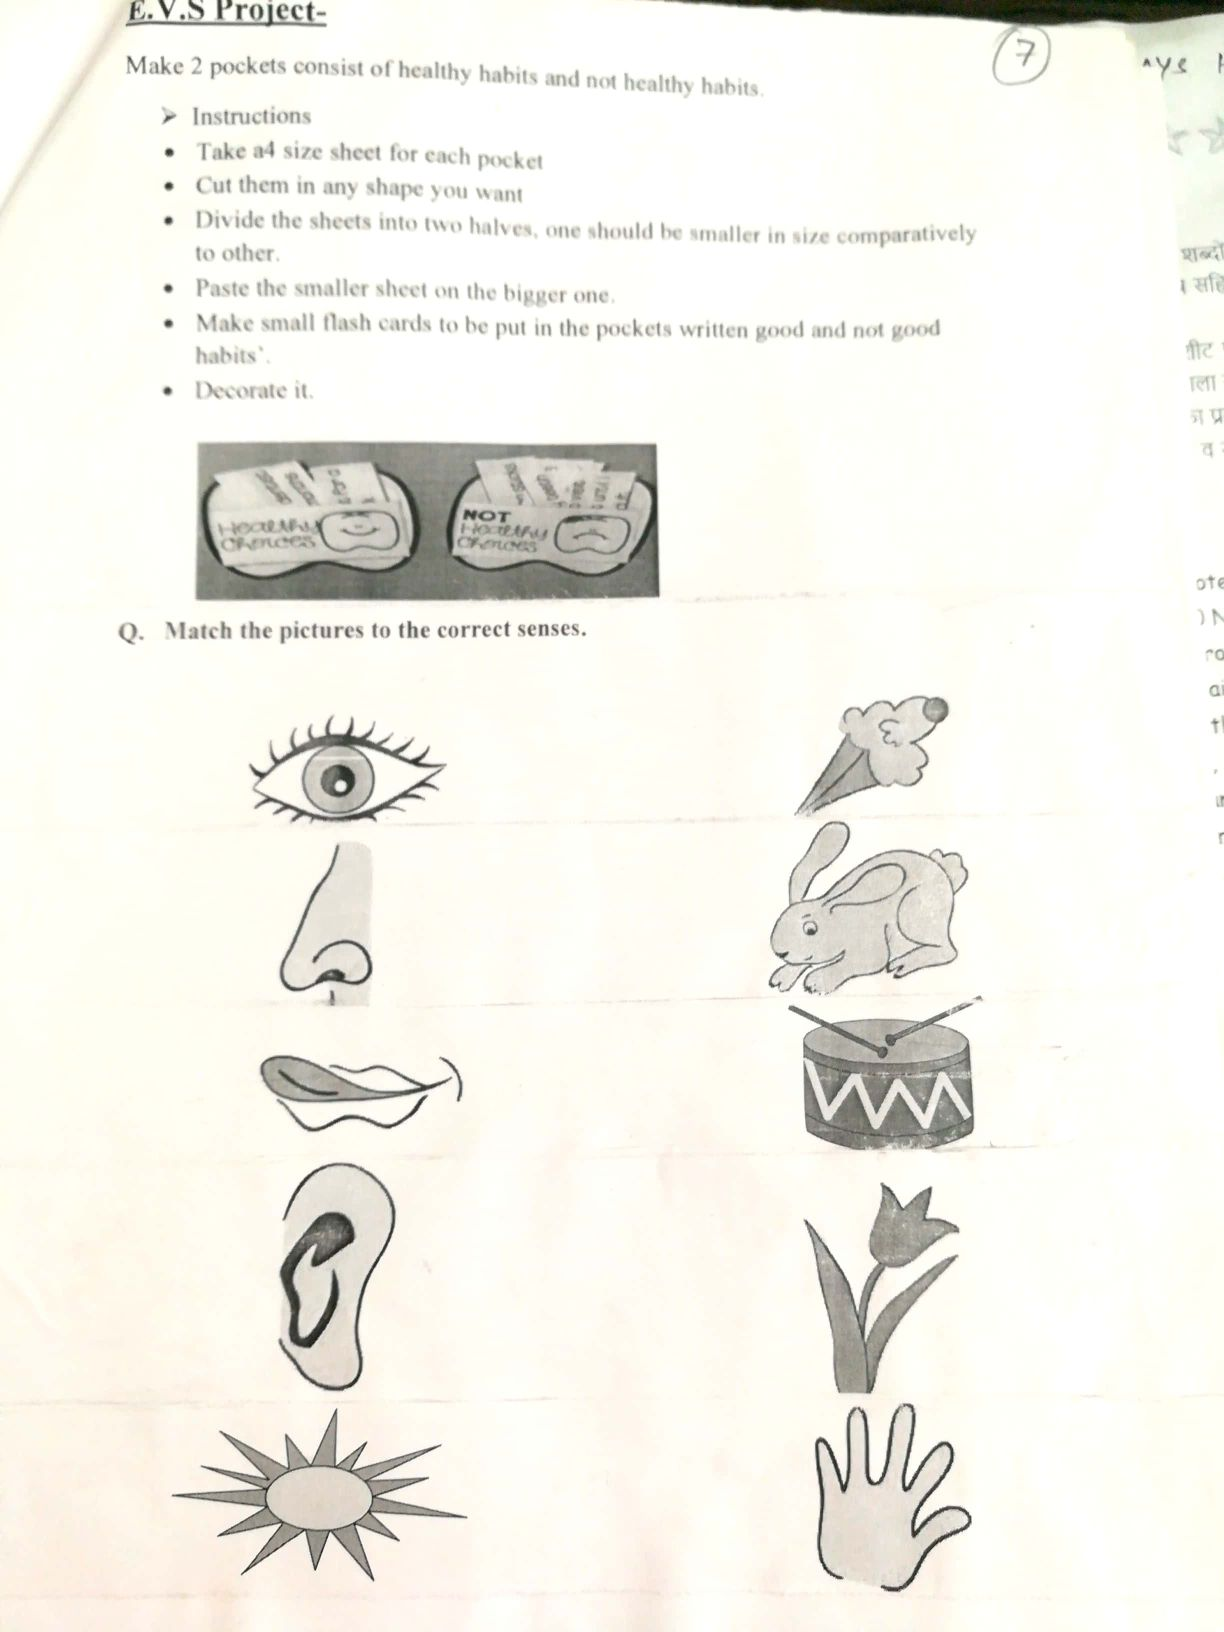 E.V.S Project-
7
Make 2 pockets consist of healthy habits and not healthy habits.
➤ Instructions
• Take a4 size sheet for each pocket
• Cut them in any shape you want
• Divide the sheets into two halves, one should be smaller in size comparatively
to other.
• Paste the smaller sheet on the bigger one.
• Make small flash cards to be put in the pockets written good and not good
habits'.
• Decorate it.
Healthy
Choices
NOT
Healthy
Choices
Q. Match the pictures to the correct senses.